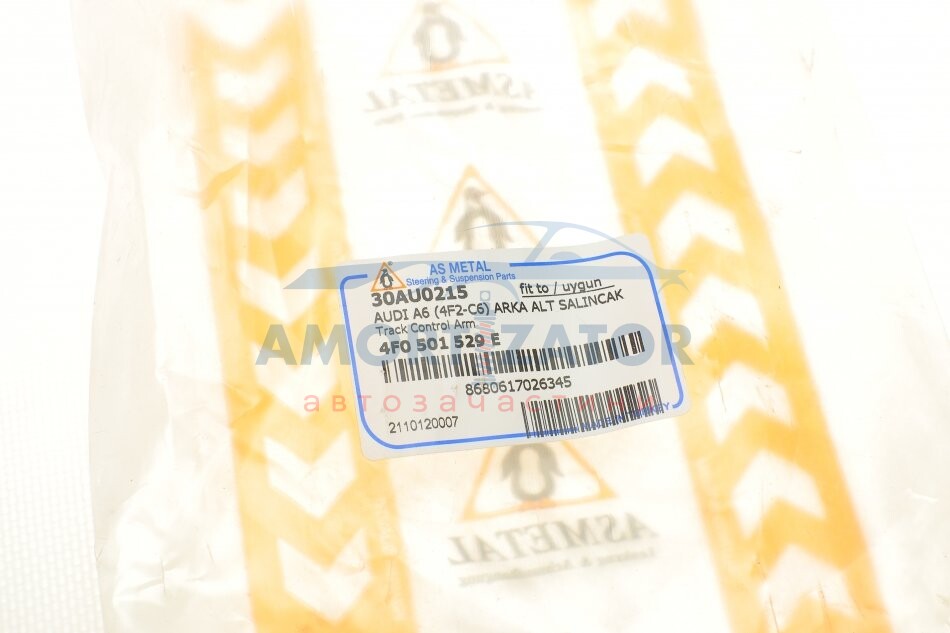 ASMETAL
AS METAL
Steering & Suspension Parts
30AU0215
fit to / uygun
AUDI A6 (4F2-C6) ARKA ALT SALINCAK
Track Control Arm
4F0 501 529 E
AMORTIZATOR
8680617026345
автозапчастини
2110120007
ASMETAL